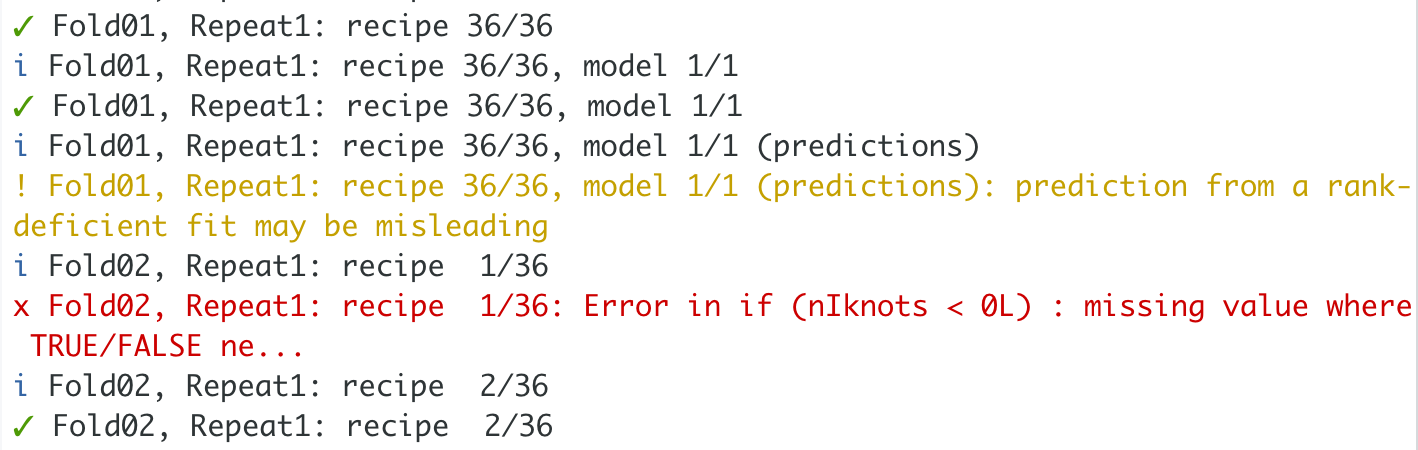 ✓ Fold01, Repeat1: recipe 36/36
i Fold01, Repeat1: recipe 36/36, model 1/1
✓ Fold01, Repeat1: recipe 36/36, model 1/1
i Fold01, Repeat1: recipe 36/36, model 1/1 (predictions)
! Fold01, Repeat1: recipe 36/36, model 1/1 (predictions): prediction from a rank-
deficient fit may be misleading
i Fold02, Repeat1: recipe  1/36
x Fold02, Repeat1: recipe  1/36: Error in if (nIknots < 0L) : missing value where
 TRUE/FALSE ne...
i Fold02, Repeat1: recipe  2/36
✓ Fold02, Repeat1: recipe  2/36